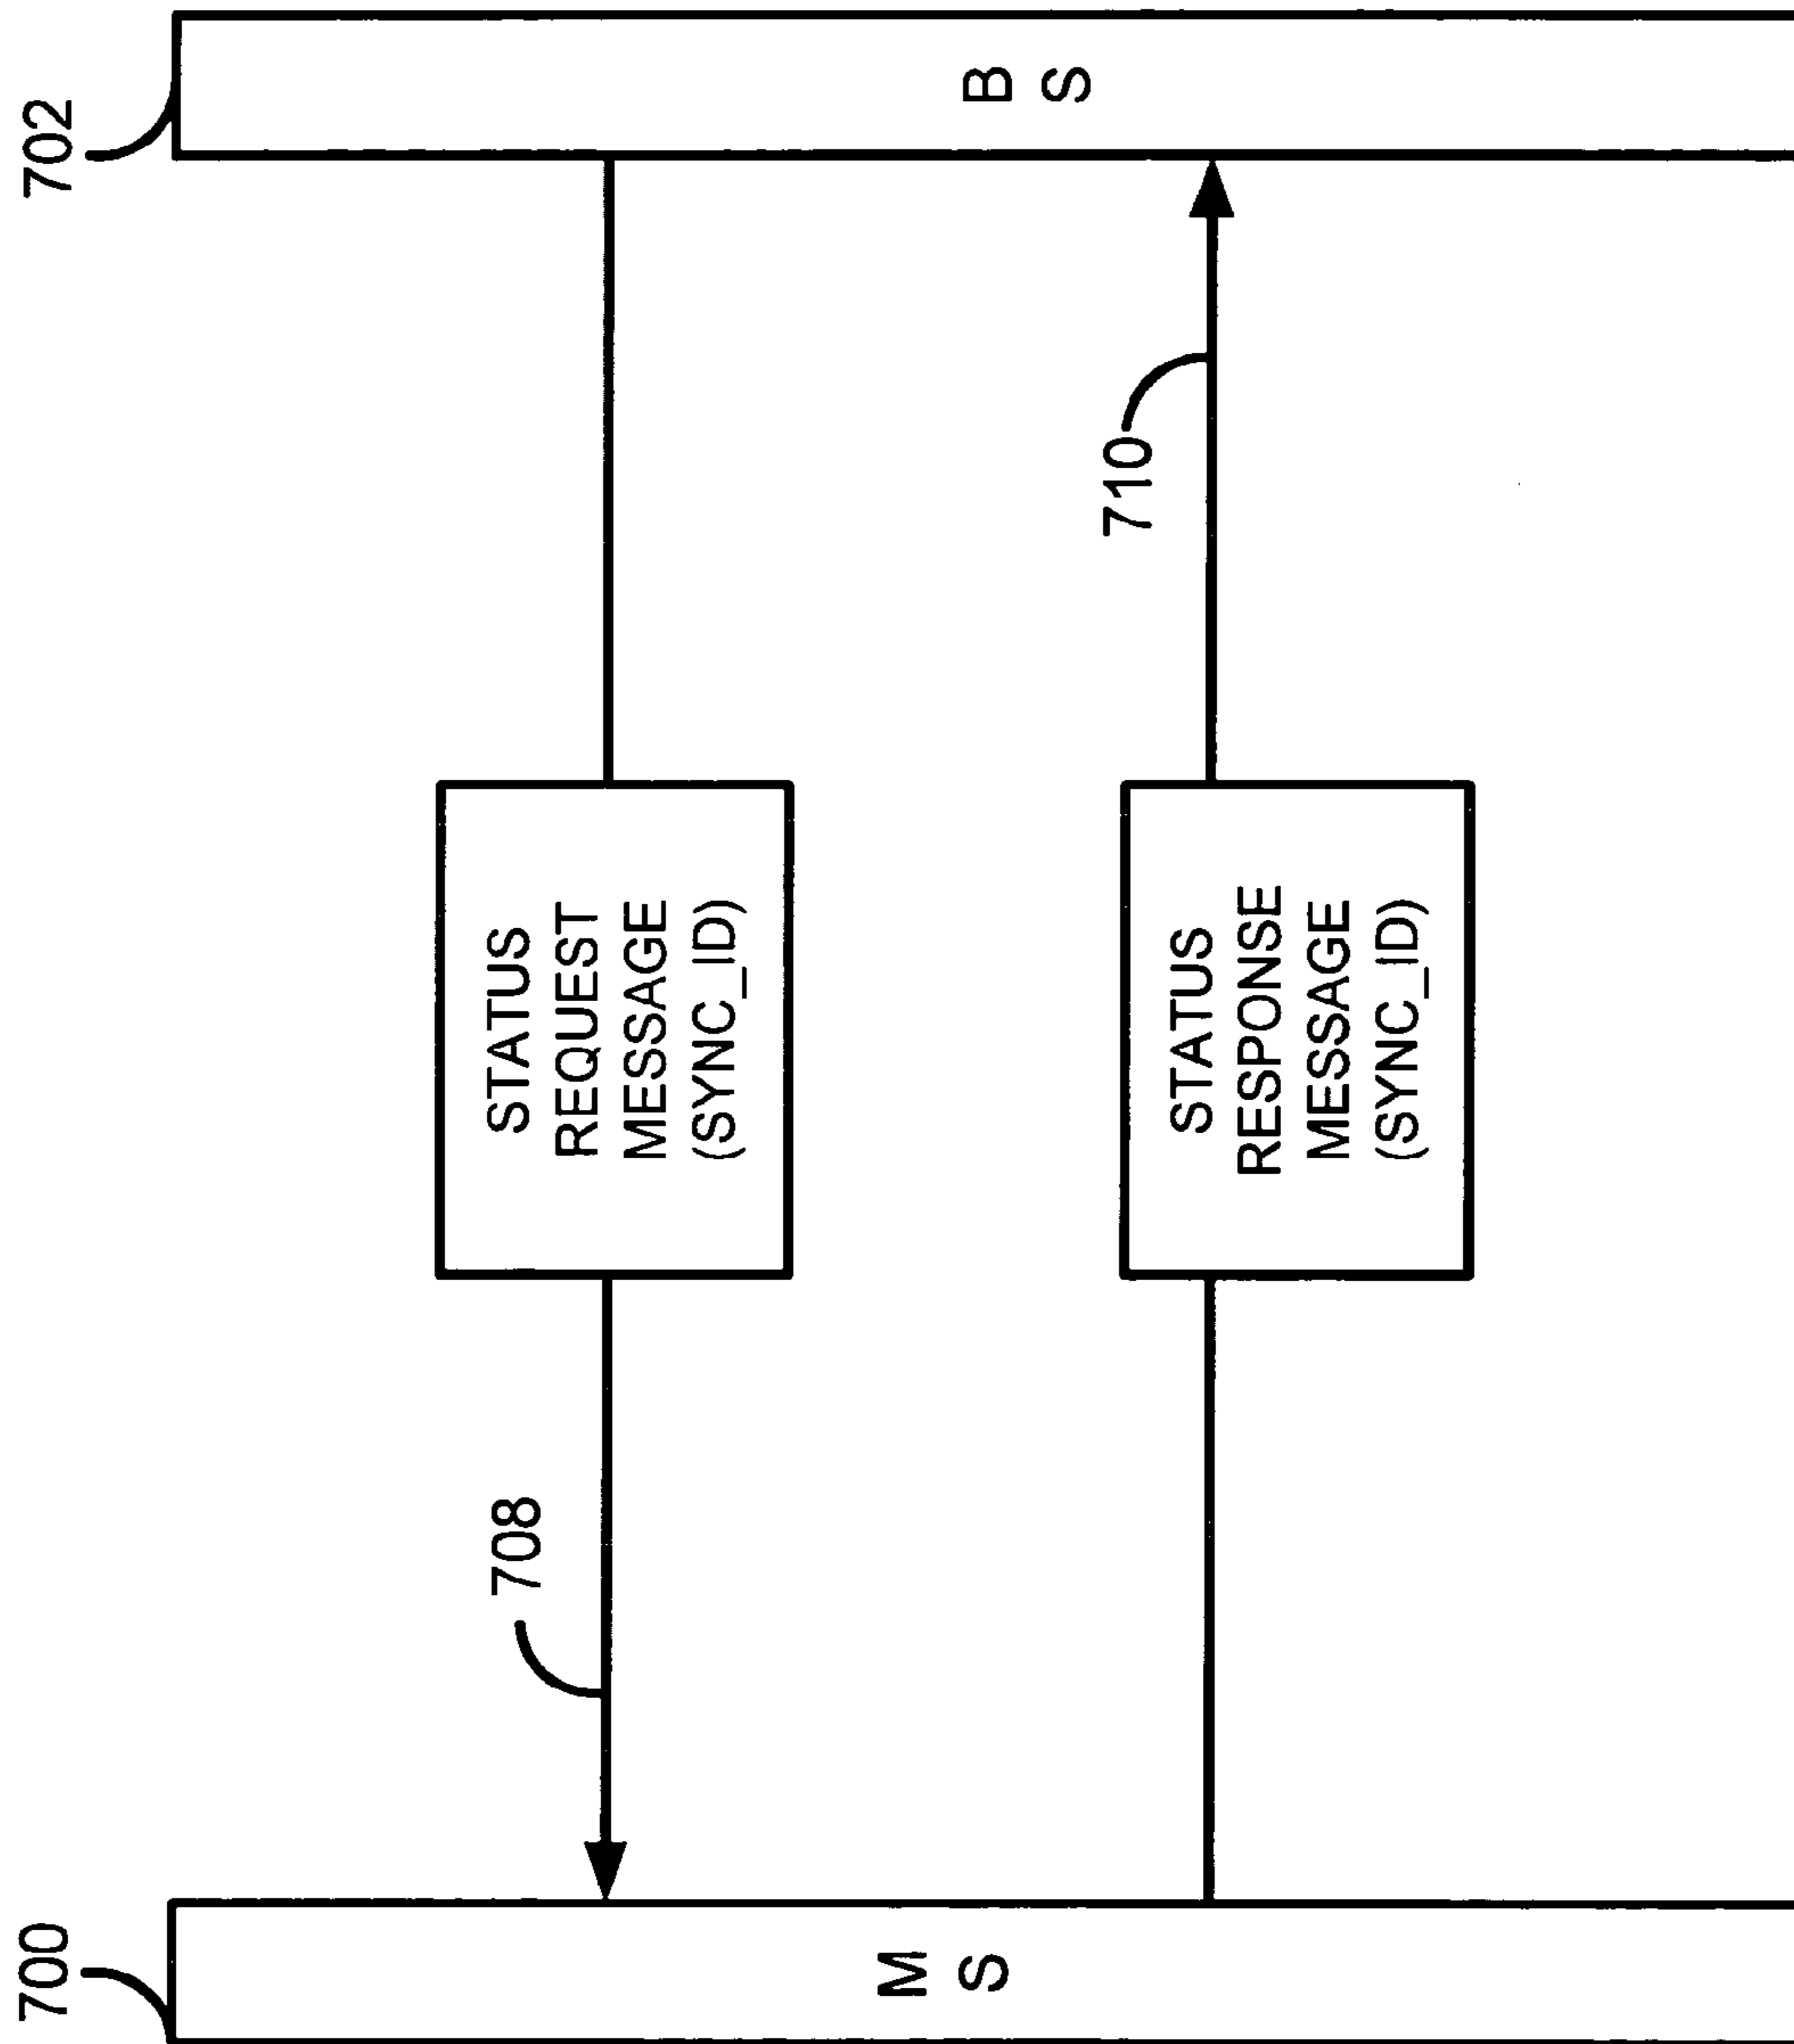 700
702
M
S
B
S
708
STATUS
REQUEST
MESSAGE
(SYNC_ID)
STATUS
RESPONSE
MESSAGE
(SYNC_ID)
710